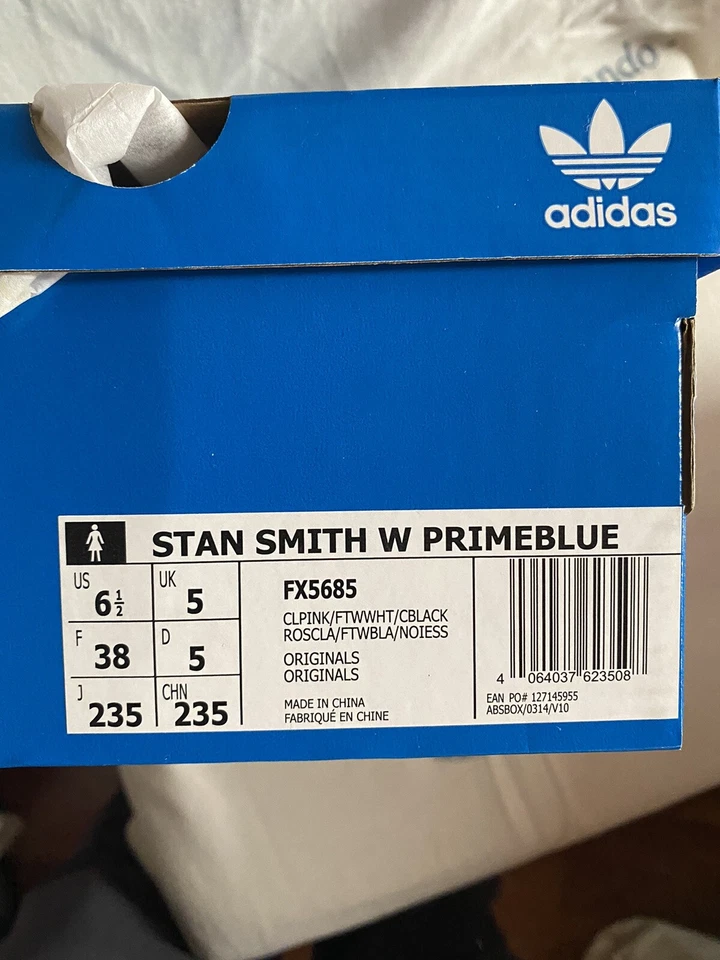 ndo
adidas
STAN SMITH W PRIMEBLUE
US 6½
UK 5
F 38
D 5
J 235
CHN 235
FX5685
CLPINK/FTWWHT/CBLACK
ROSCLA/FTWBLA/NOIESS
ORIGINALS
ORIGINALS
MADE IN CHINA
FABRIQUÉ EN CHINE
4 064037 623508
EAN PO# 127145955
ABSBOX/0314/V10